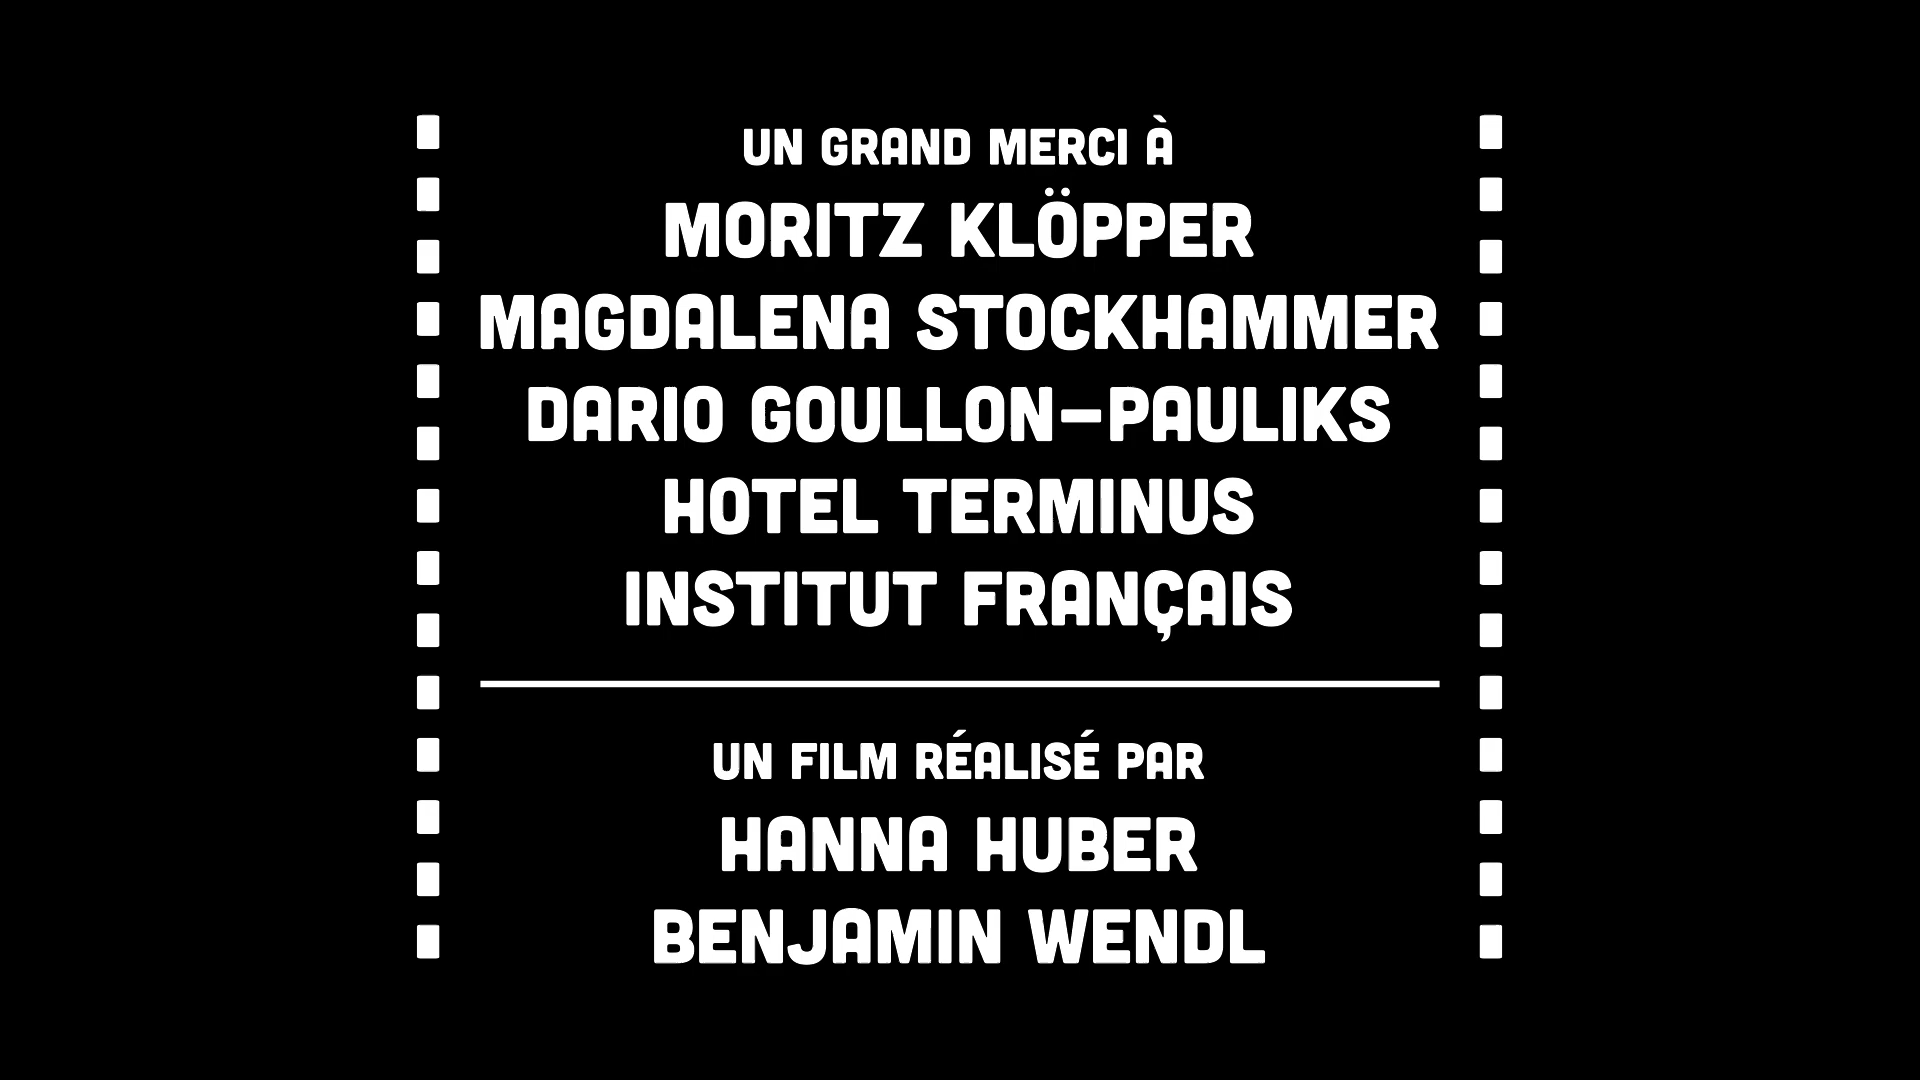 UN GRAND MERCI À
MORITZ KLÖPPER
MAGDALENA STOCKHAMMER
DARIO GOULLON-PAULIKS
HOTEL TERMINUS
INSTITUT FRANÇAIS
UN FILM RÉALISÉ PAR
HANNA HUBER
BENJAMIN WENDL